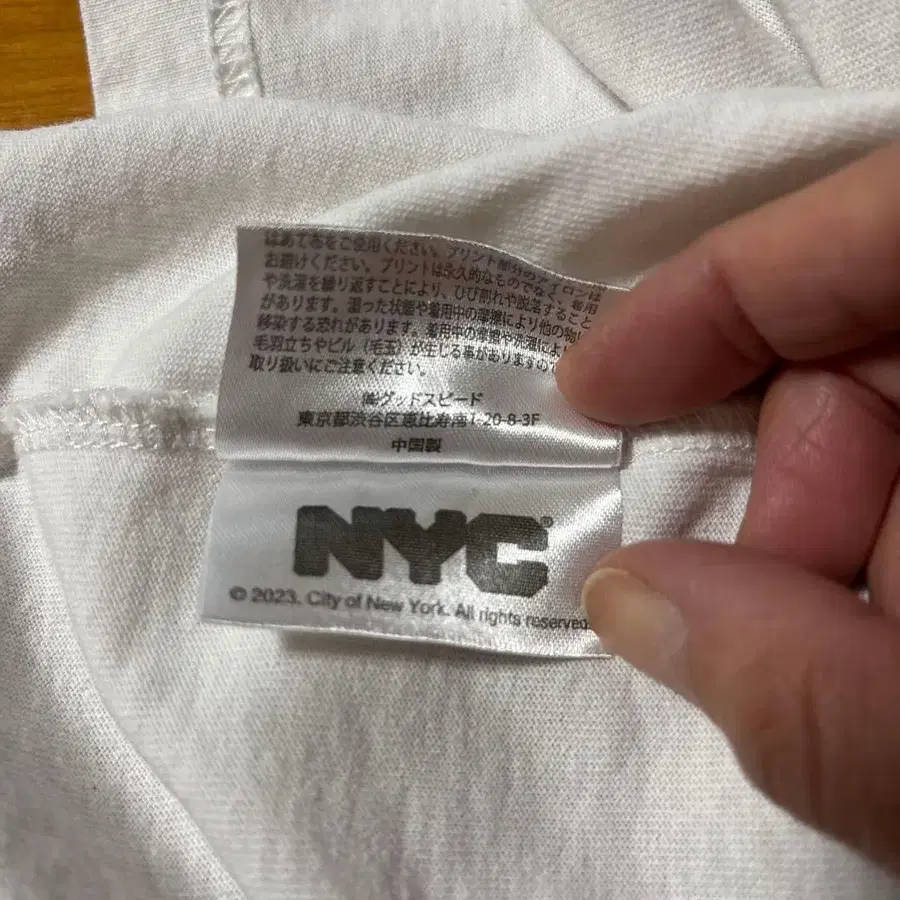 はあて布をご使用ください。プリント部分のアイロンは
お避けください。プリントは永久的なものでなく、着用
や洗濯を繰り返すことにより、ひび割れや脱落すること
があります。湿った状態や着用中の摩擦により他の物に
移染する恐れがあります。着用中の摩擦や洗濯によ
毛羽立ちやピル（毛玉）が生じる事がありますので
取り扱いにご注意ください。
㈱グッドスピード
東京都渋谷区恵比寿南1-20-8-3F
中国製
NYC®
© 2023. City of New York. All rights reserved.